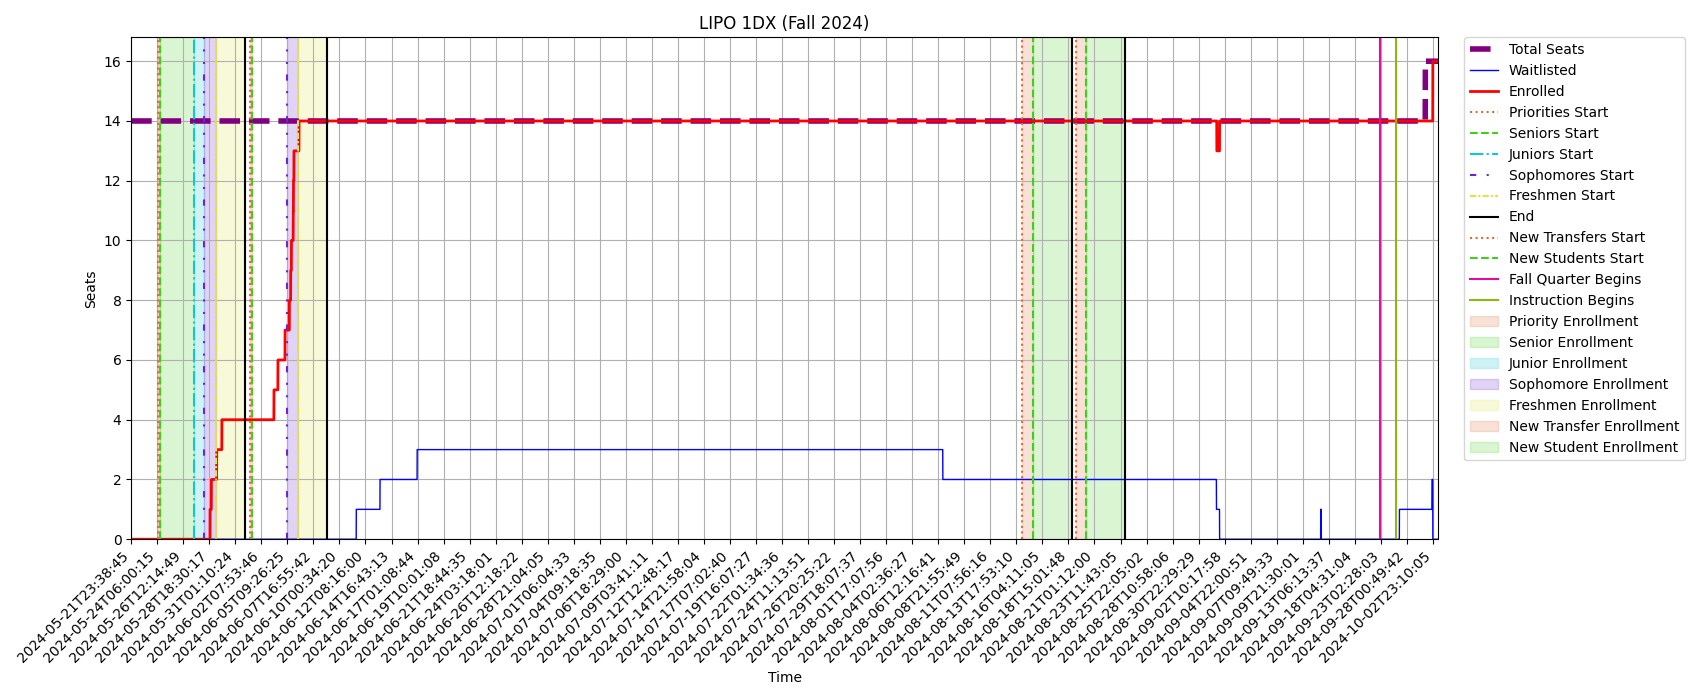 LIPO 1DX (Fall 2024)
Seats
16
14
12
10
8
6
4
2
0
2024-05-21T23:38:45
2024-05-24T06:00:15
2024-05-26T12:14:49
2024-05-28T18:30:17
2024-05-31T01:10:24
2024-06-02T07:53:46
2024-06-05T09:26:25
2024-06-07T16:55:42
2024-06-10T00:34:20
2024-06-12T08:16:00
2024-06-14T16:43:13
2024-06-19T01:08:44
2024-06-19T10:01:08
2024-06-21T18:44:35
2024-06-24T03:18:01
2024-06-26T12:18:22
2024-06-28T21:04:05
2024-07-01T06:04:33
2024-07-04T09:18:35
2024-07-06T18:29:00
2024-07-09T03:41:11
2024-07-12T12:48:17
2024-07-14T21:58:04
2024-07-17T07:02:40
2024-07-19T16:07:27
2024-07-22T01:34:36
2024-07-24T11:13:51
2024-07-26T20:25:22
2024-07-29T18:07:37
2024-08-01T17:07:56
2024-08-04T02:36:27
2024-08-06T12:16:41
2024-08-08T21:55:49
2024-08-11T07:56:16
2024-08-13T17:53:10
2024-08-16T04:11:05
2024-08-18T15:01:48
2024-08-21T01:12:00
2024-08-23T11:43:05
2024-08-25T22:05:02
2024-08-28T10:58:06
2024-08-30T22:29:29
2024-09-02T10:17:58
2024-09-04T22:00:51
2024-09-07T09:49:33
2024-09-09T21:30:01
2024-09-13T06:13:37
2024-09-18T04:31:04
2024-09-23T02:28:03
2024-09-28T00:49:42
2024-10-02T23:10:05
Time
Total Seats
Waitlisted
Enrolled
Priorities Start
Seniors Start
Juniors Start
Sophomores Start
Freshmen Start
End
New Transfers Start
New Students Start
Fall Quarter Begins
Instruction Begins
Priority Enrollment
Senior Enrollment
Junior Enrollment
Sophomore Enrollment
Freshmen Enrollment
New Transfer Enrollment
New Student Enrollment